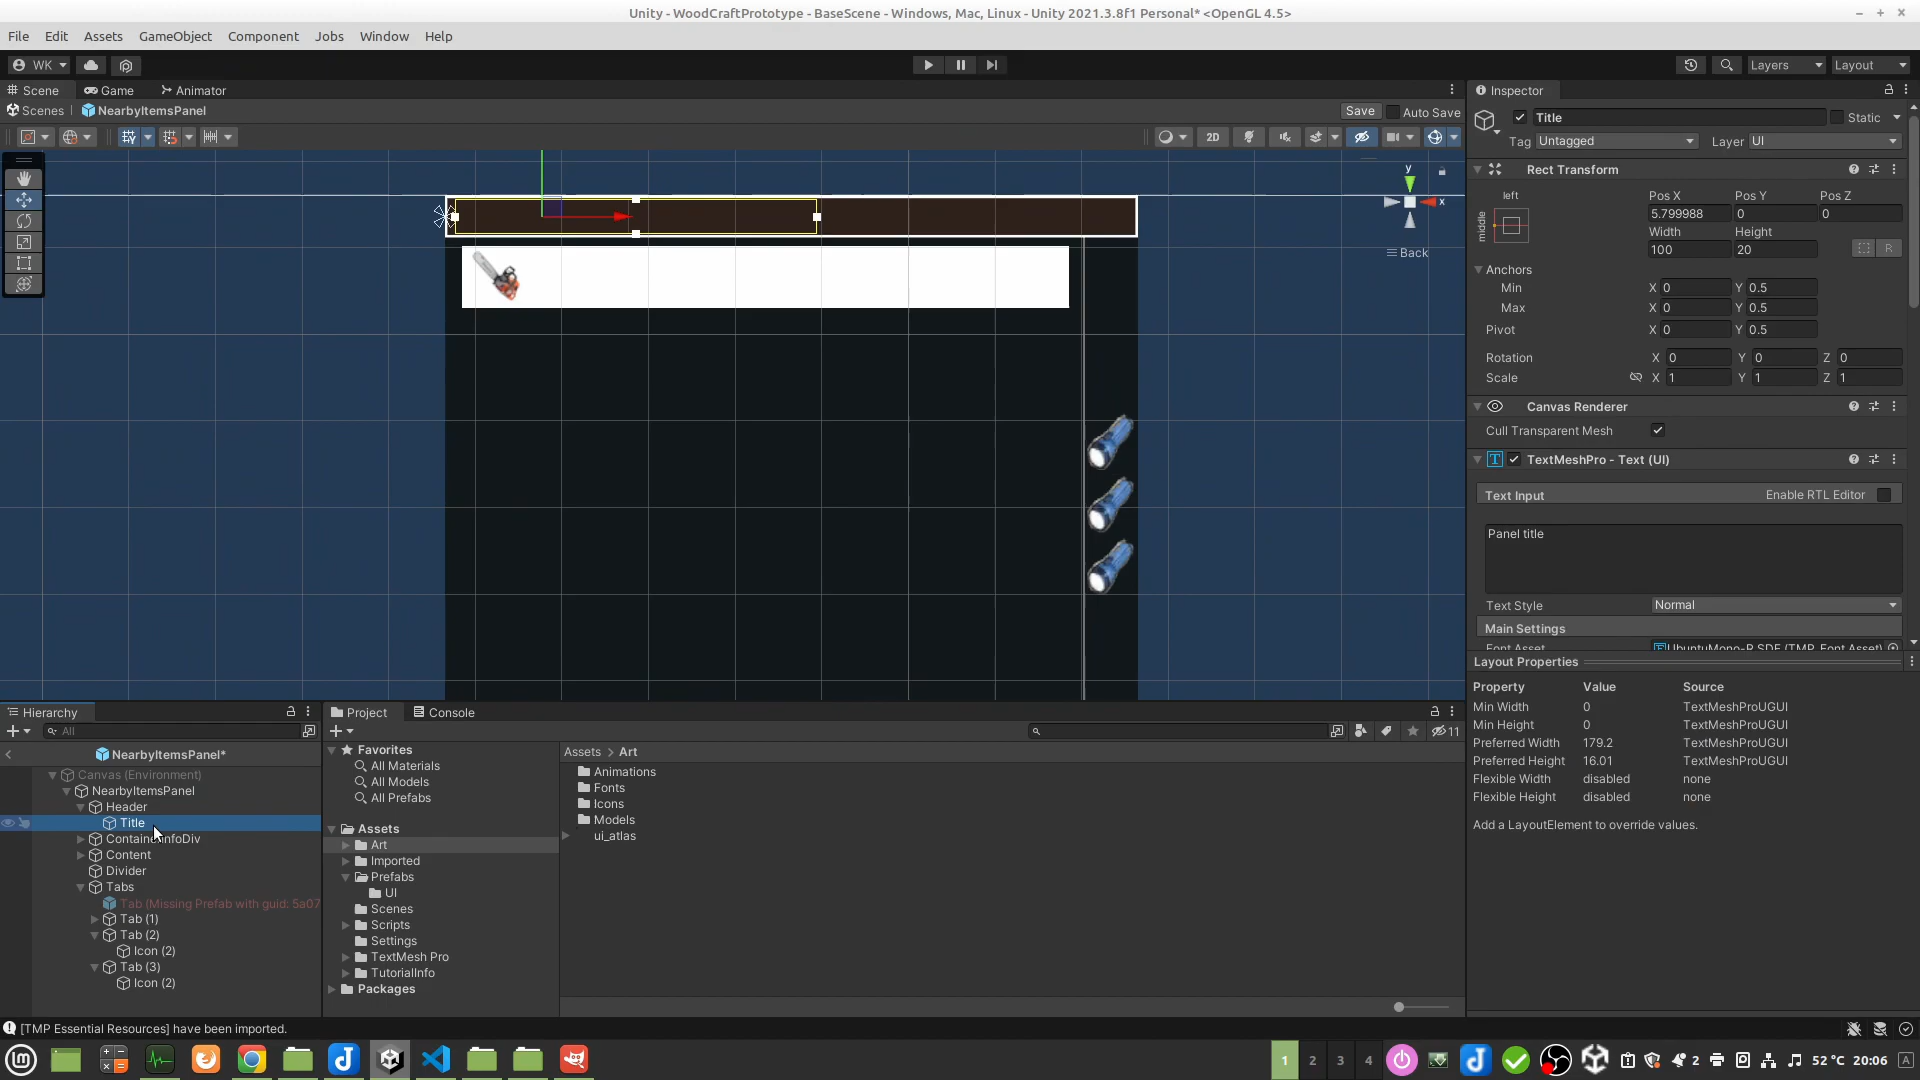 Unity - WoodCraftPrototype - BaseScene - Windows, Mac, Linux - Unity 2021.3.8f1 Personal* <OpenGL 4.5>
File Edit Assets GameObject Component Jobs Window Help
WK Layers Layout
Scene Game Animator
Scenes NearbyItemsPanel Save Auto Save
2D
y
x
Back
Inspector
Title Static
Tag Untagged Layer UI
Rect Transform
left Pos X Pos Y Pos Z
middle 5.799988 0 0
Width Height
100 20 R
Anchors
Min X 0 Y 0.5
Max X 0 Y 0.5
Pivot X 0 Y 0.5
Rotation X 0 Y 0 Z 0
Scale X 1 Y 1 Z 1
Canvas Renderer
Cull Transparent Mesh
TextMeshPro - Text (UI)
Text Input Enable RTL Editor
Panel title
Text Style Normal
Main Settings
Font Asset UbuntuMono-R SDF (TMP_Font Asset)
Layout Properties
Property Value Source
Min Width 0 TextMeshProUGUI
Min Height 0 TextMeshProUGUI
Preferred Width 179.2 TextMeshProUGUI
Preferred Height 16.01 TextMeshProUGUI
Flexible Width disabled none
Flexible Height disabled none
Add a LayoutElement to override values.
Hierarchy
All
NearbyItemsPanel*
Canvas (Environment)
NearbyItemsPanel
Header
Title
Content
Divider
Tabs
Tab (Missing Prefab with guid: 5a07
Tab (1)
Tab (2)
Icon (2)
Tab (3)
Icon (2)
Project Console
11
Favorites
All Materials
All Models
All Prefabs
Assets
Art
Imported
Prefabs
UI
Scenes
Scripts
Settings
TextMesh Pro
TutorialInfo
Packages
Assets > Art
Animations
Fonts
Icons
Models
ui_atlas
[TMP Essential Resources] have been imported.
1 2 3 4 2 52 °C 20:06 A